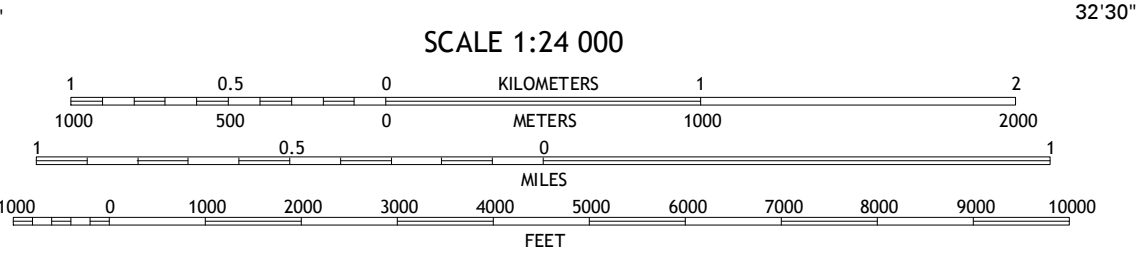 32'30"
SCALE 1:24 000
1 0.5 0 KILOMETERS 1 2
1000 500 0 METERS 1000 2000
1 0.5 0 1
MILES
1000 0 1000 2000 3000 4000 5000 6000 7000 8000 9000 10000
FEET